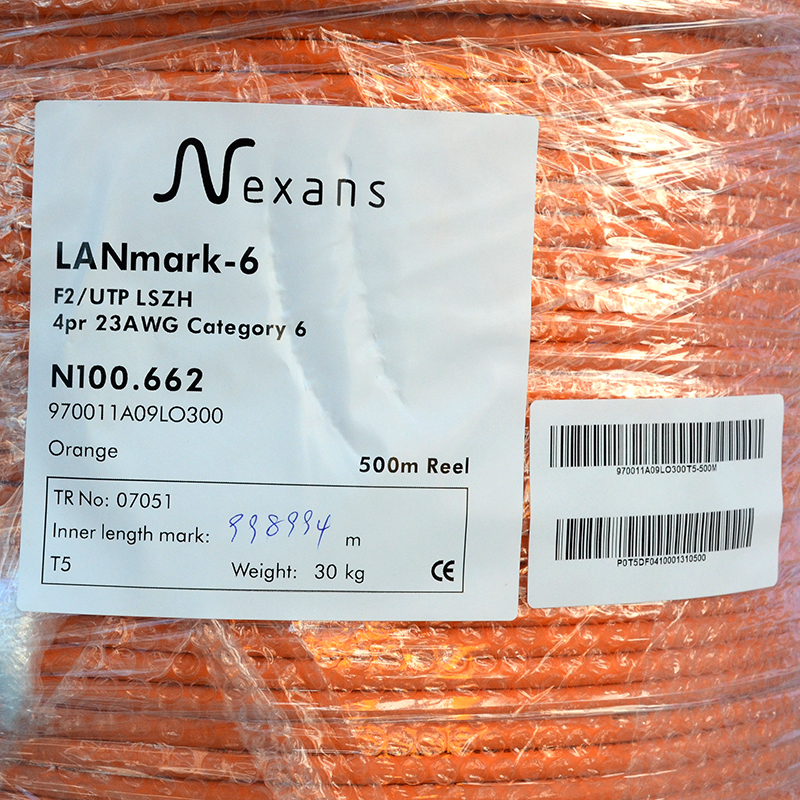 Nexans
LANmark-6
F2/UTP LSZH
4pr 23AWG Category 6
N100.662
970011A09LO300
Orange
500m Reel
TR No: 07051
Inner length mark: 998994 m
T5 Weight: 30 kg CE
970011A09LO300T5-500M
P0T5DF0410001310500